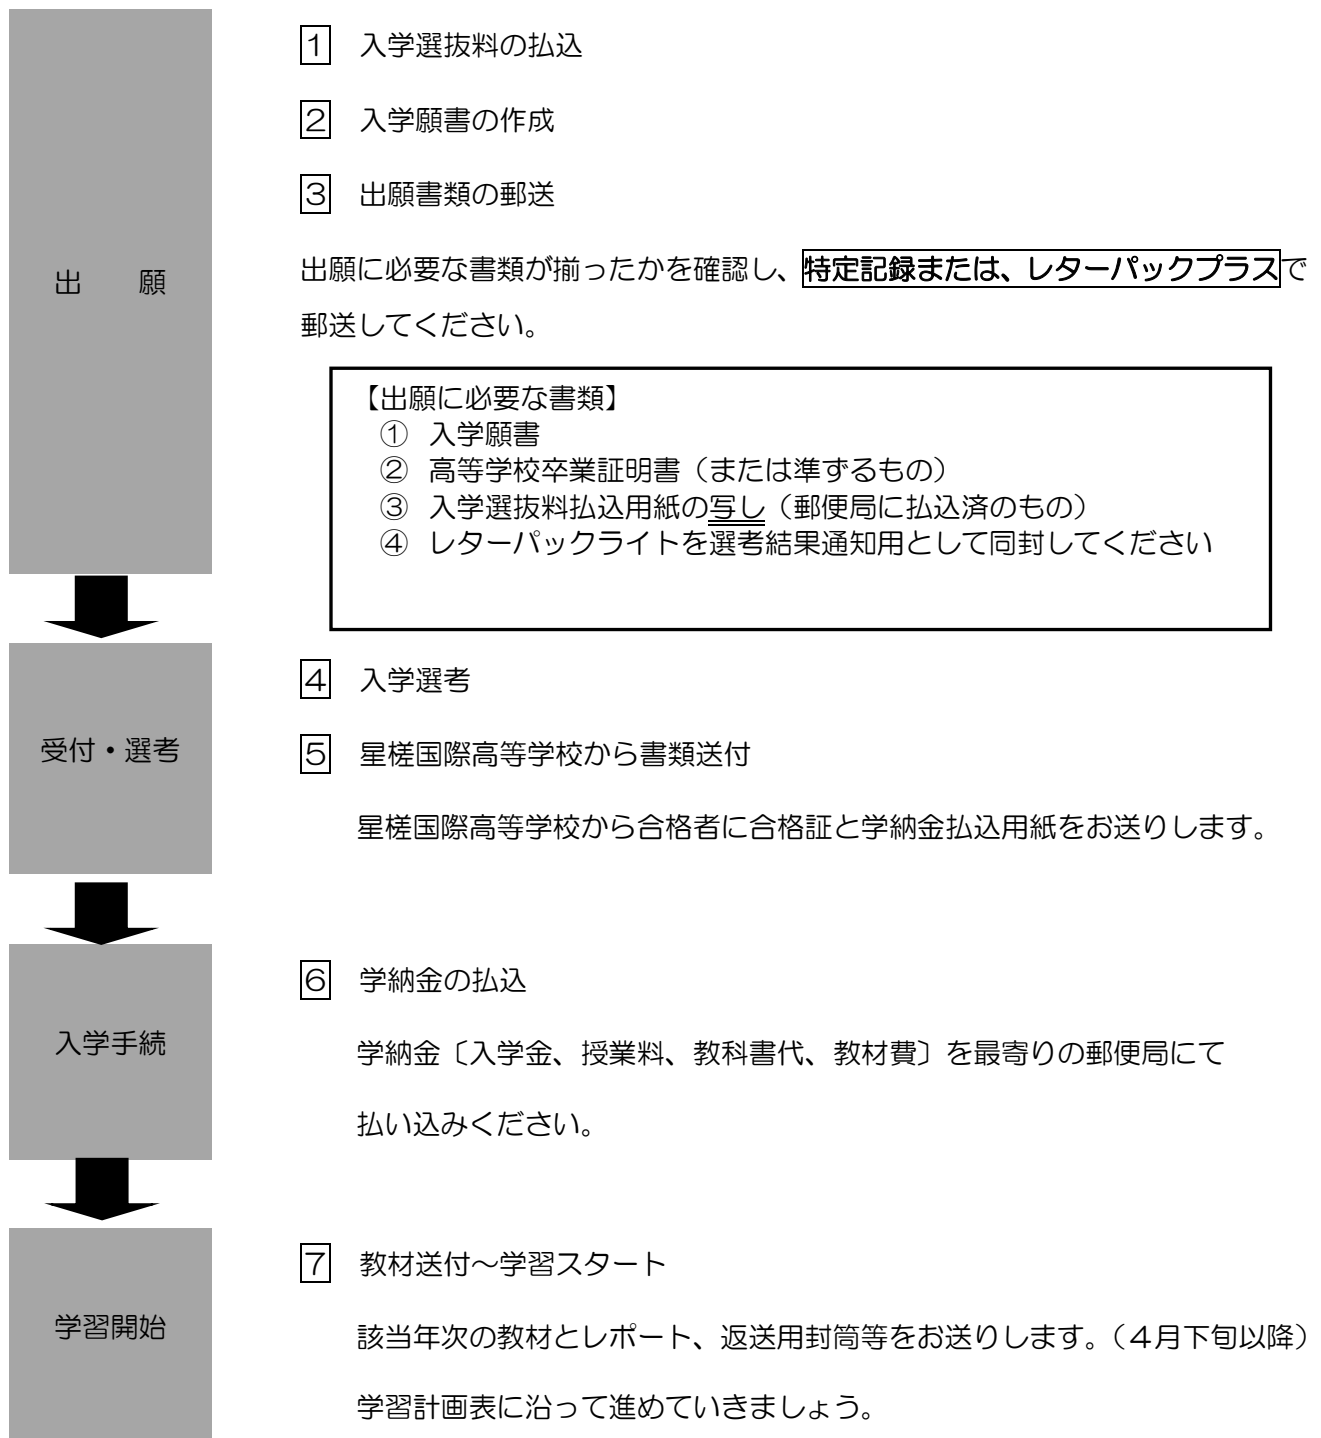 出　　願
1　入学選抜料の払込
2　入学願書の作成
3　出願書類の郵送
出願に必要な書類が揃ったかを確認し、特定記録または、レターパックプラスで
郵送してください。
【出願に必要な書類】
①　入学願書
②　高等学校卒業証明書（または準ずるもの）
③　入学選抜料払込用紙の写し（郵便局に払込済のもの）
④　レターパックライトを選考結果通知用として同封してください
受付・選考
4　入学選考
5　星槎国際高等学校から書類送付
星槎国際高等学校から合格者に合格証と学納金払込用紙をお送りします。
入学手続
6　学納金の払込
学納金〔入学金、授業料、教科書代、教材費〕を最寄りの郵便局にて
払い込みください。
学習開始
7　教材送付～学習スタート
該当年次の教材とレポート、返送用封筒等をお送りします。（４月下旬以降）
学習計画表に沿って進めていきましょう。